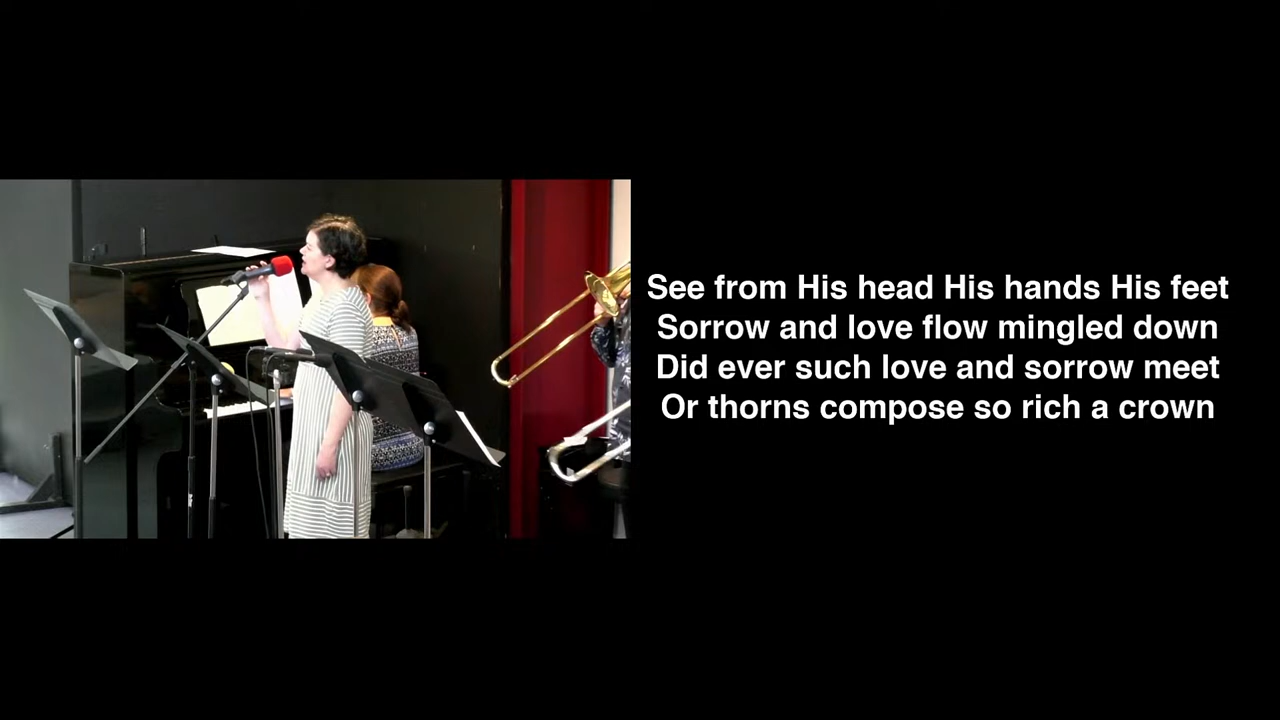 See from His head His hands His feet
Sorrow and love flow mingled down
Did ever such love and sorrow meet
Or thorns compose so rich a crown